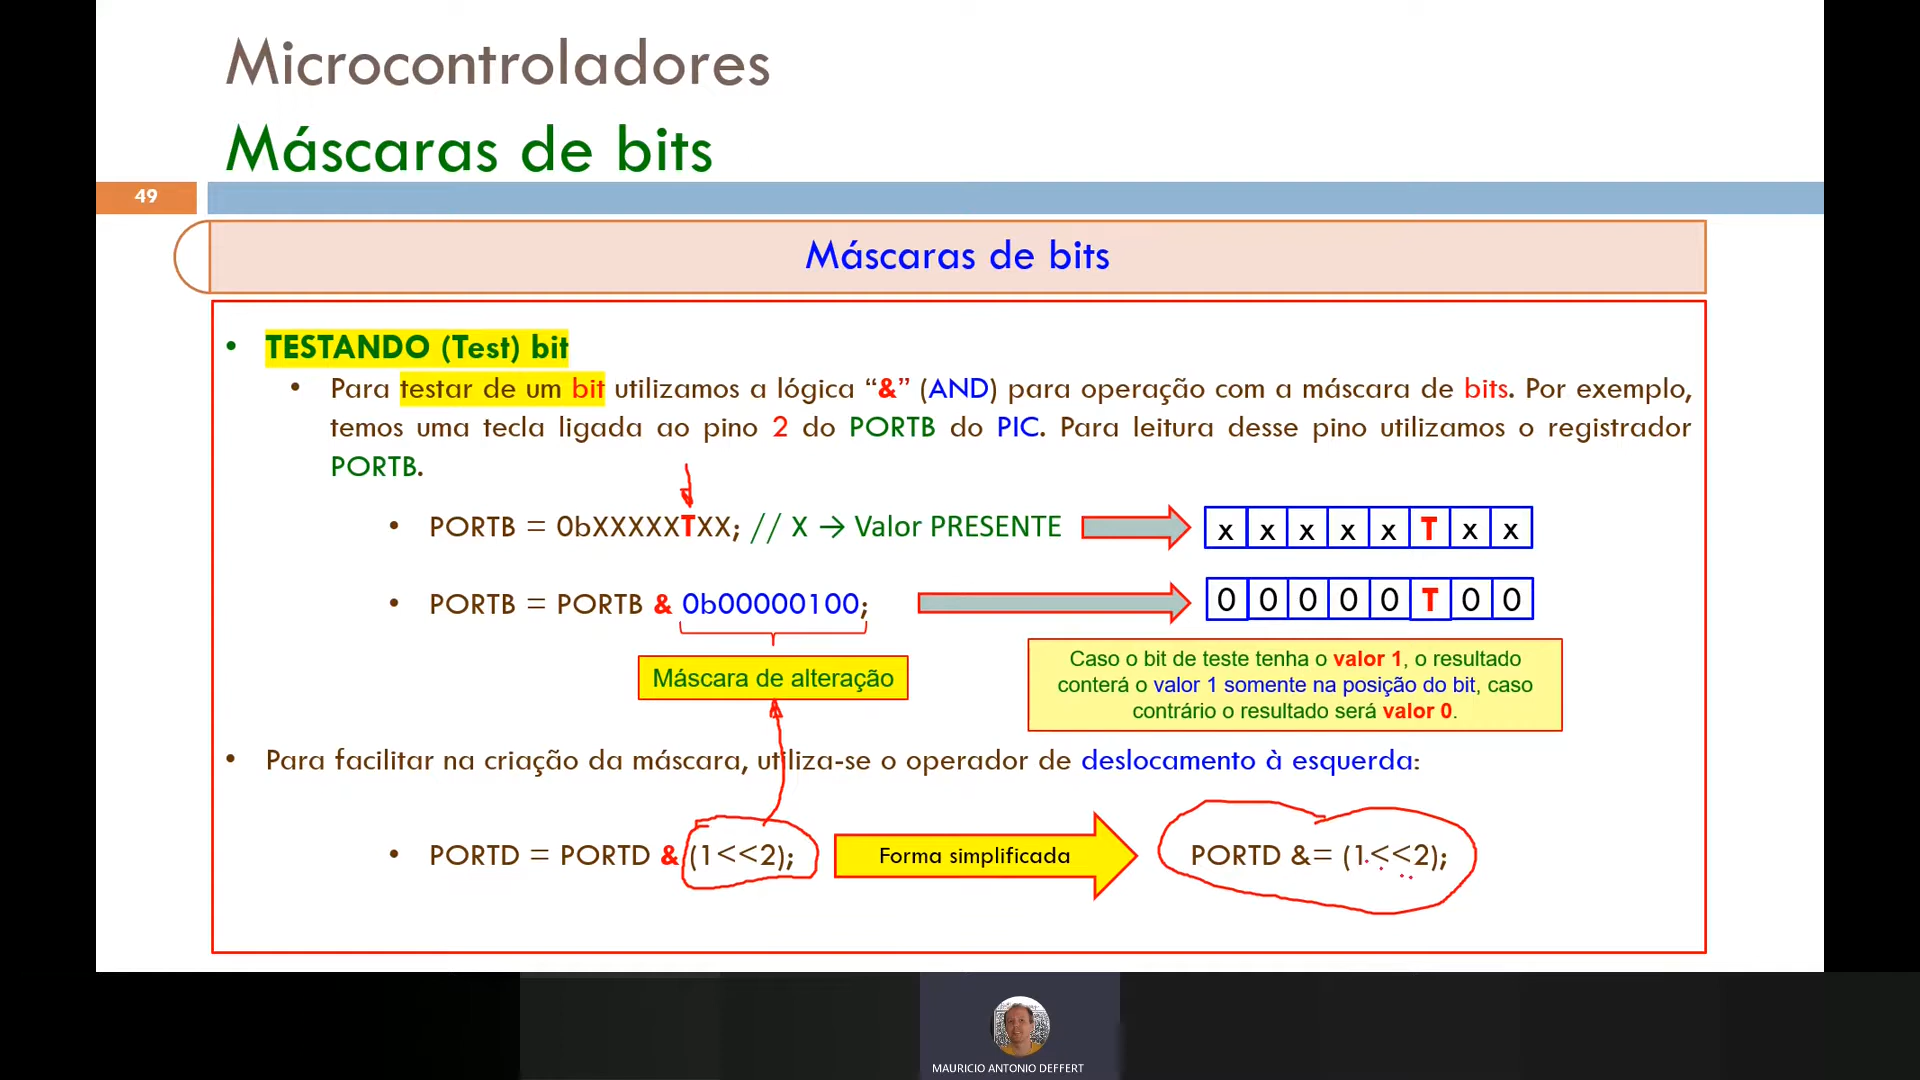 Microcontroladores
Máscaras de bits
49
Máscaras de bits
• TESTANDO (Test) bit
• Para testar de um bit utilizamos a lógica “&” (AND) para operação com a máscara de bits. Por exemplo,
temos uma tecla ligada ao pino 2 do PORTB do PIC. Para leitura desse pino utilizamos o registrador
PORTB.
• PORTB = 0bXXXXXTXX; // X → Valor PRESENTE
x x x x x T x x
• PORTB = PORTB & 0b00000100;
0 0 0 0 0 T 0 0
Máscara de alteração
Caso o bit de teste tenha o valor 1, o resultado
conterá o valor 1 somente na posição do bit, caso
contrário o resultado será valor 0.
• Para facilitar na criação da máscara, utiliza-se o operador de deslocamento à esquerda:
• PORTD = PORTD & (1<<2);
Forma simplificada
PORTD &= (1<<2);
MAURICIO ANTONIO DEFFERT